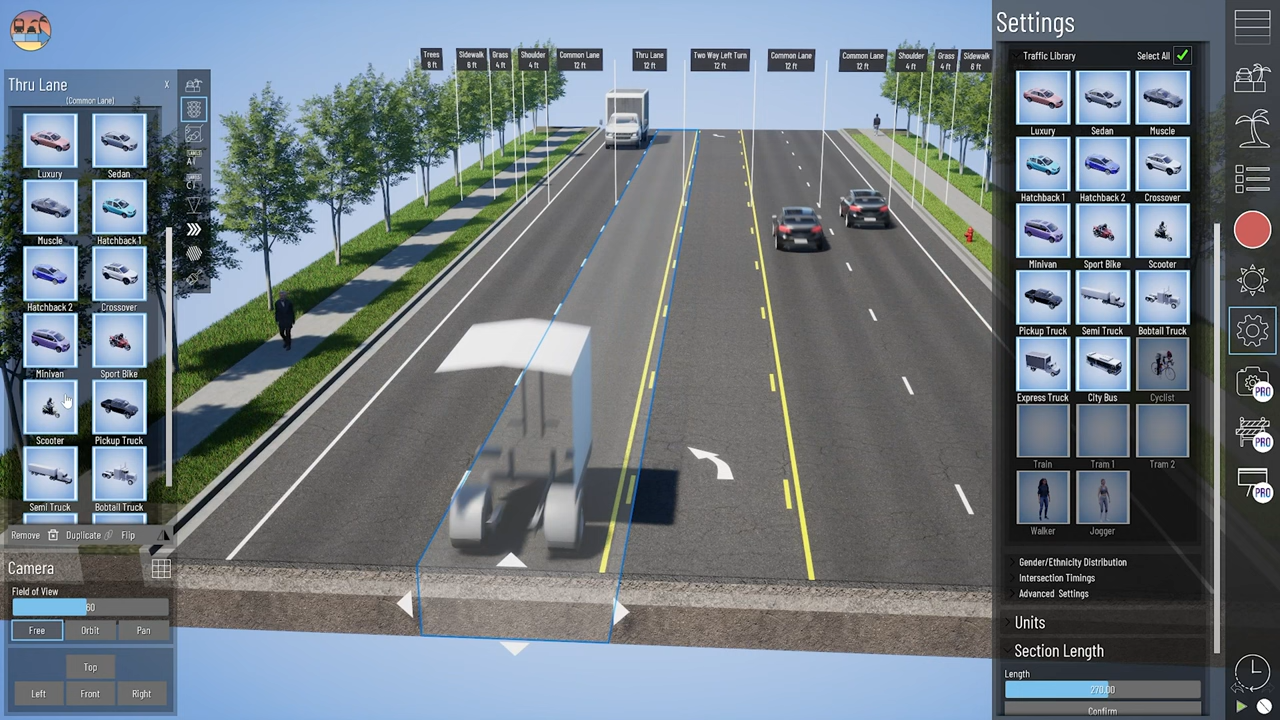 Thru Lane
x
(Common Lane)
Luxury
Sedan
Muscle
Hatchback 1
Hatchback 2
Crossover
Minivan
Sport Bike
Scooter
Pickup Truck
Semi Truck
Bobtail Truck
Remove
Duplicate
Flip
Camera
Field of View
60
Free
Orbit
Pan
Top
Left
Front
Right
Trees
8 ft
Sidewalk
6 ft
Grass
4 ft
Shoulder
4 ft
Common Lane
12 ft
Thru Lane
12 ft
Two Way Left Turn
12 ft
Common Lane
12 ft
Common Lane
12 ft
Shoulder
4 ft
Grass
4 ft
Sidewalk
8 ft
Settings
Traffic Library
Select All
Luxury
Sedan
Muscle
Hatchback 1
Hatchback 2
Crossover
Minivan
Sport Bike
Scooter
Pickup Truck
Semi Truck
Bobtail Truck
Express Truck
City Bus
Cyclist
Train
Tram 1
Tram 2
Walker
Jogger
Gender/Ethnicity Distribution
Intersection Timings
Advanced Settings
Units
Section Length
Length
270.00
Confirm
PRO
PRO
PRO